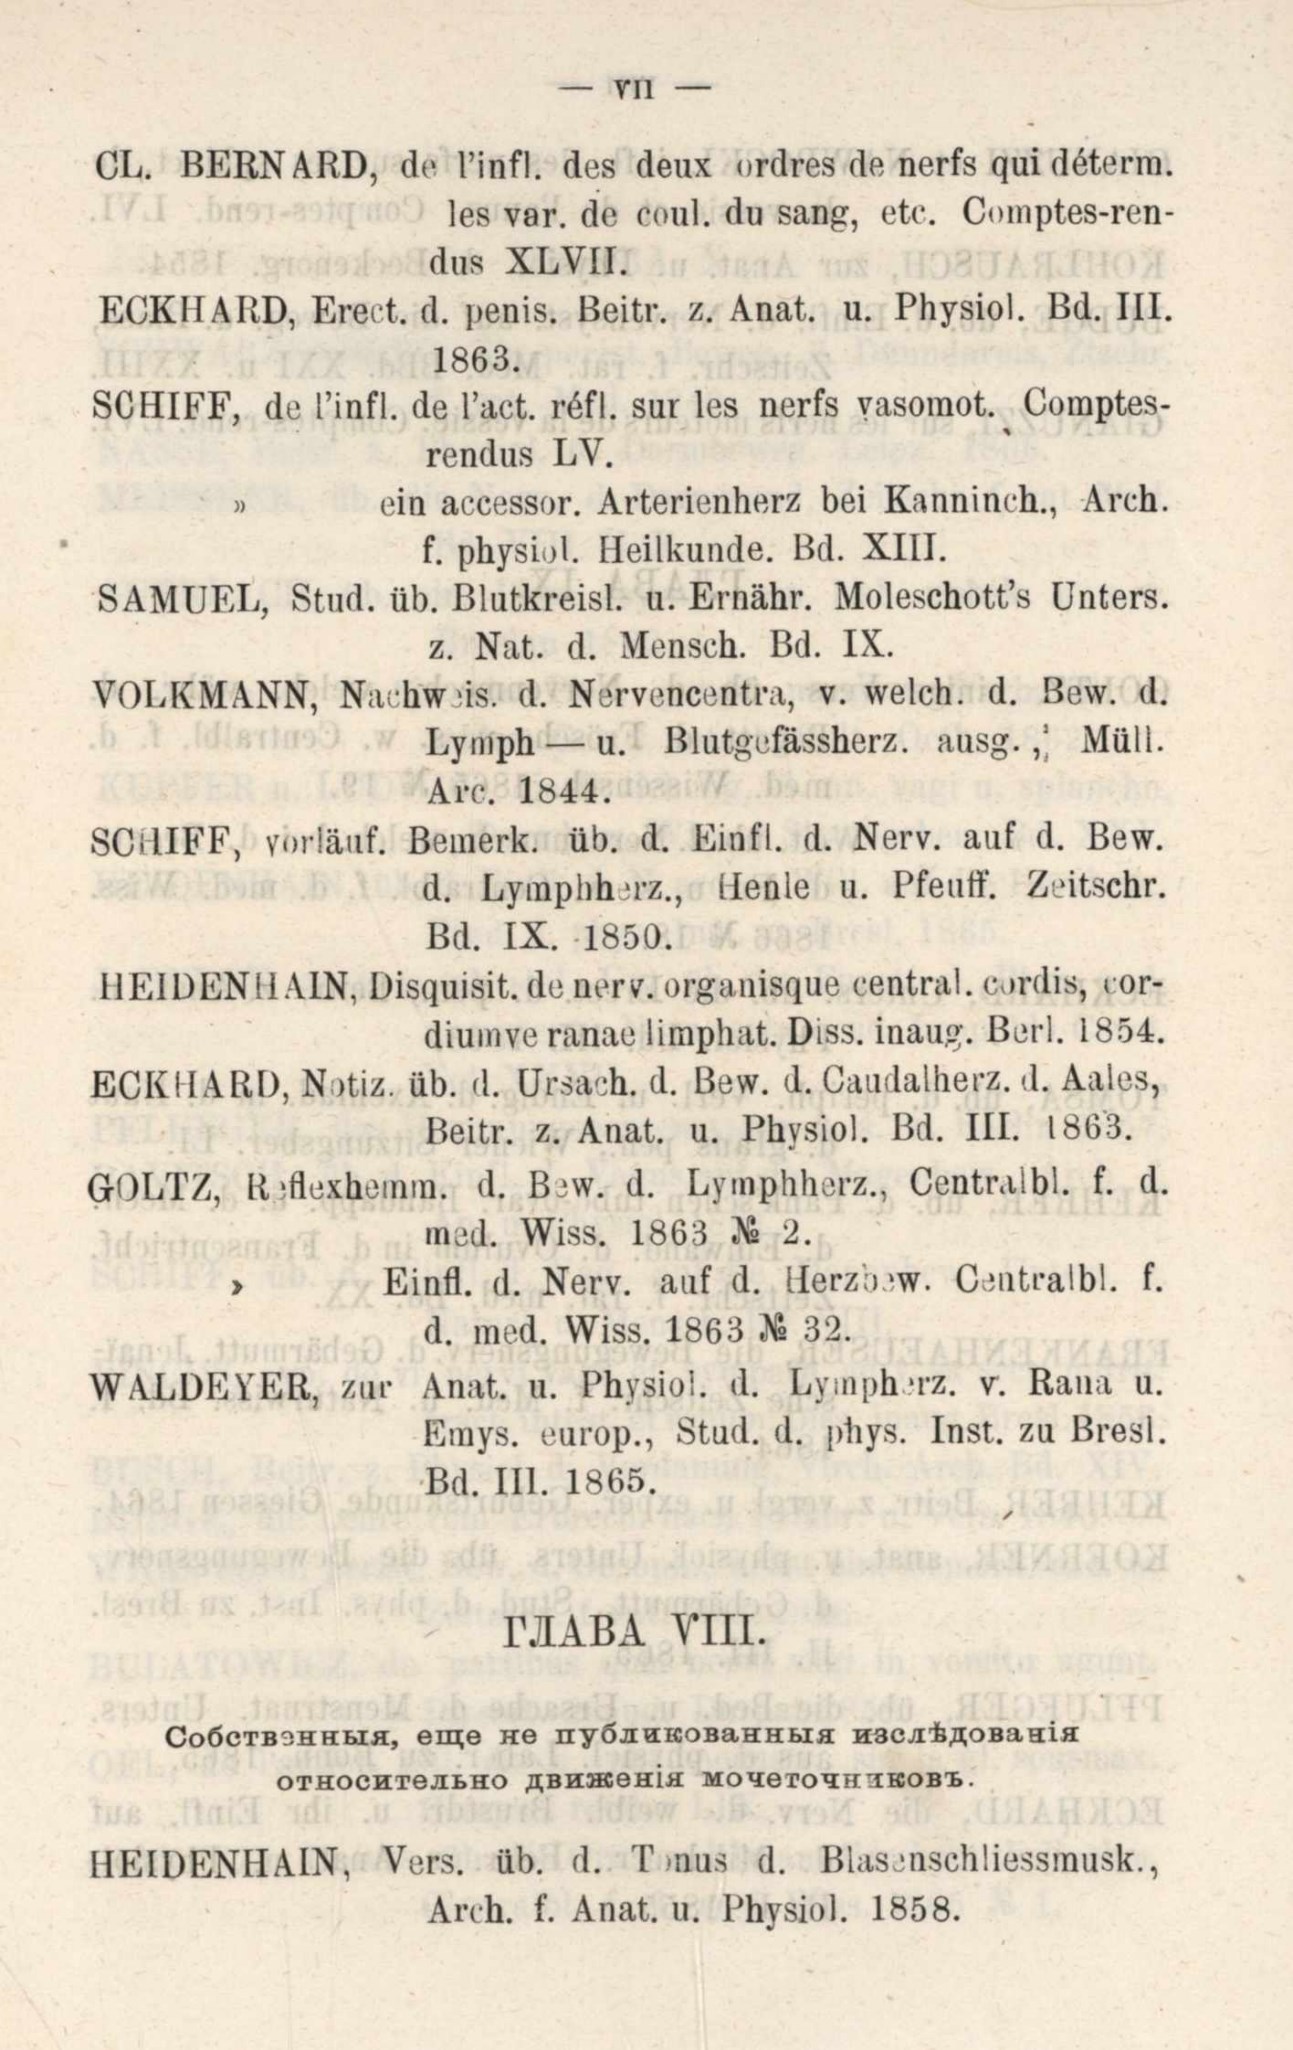 — VII —
CL. BERNARD, de l'infl. des deux ordres de nerfs qui déterm.
les var. de coul. du sang, etc. Comptes-ren-
dus XLVII.
ECKHARD, Erect. d. penis. Beitr. z. Anat. u. Physiol. Bd. III.
1863.
SCHIFF, de l'infl. de l'act. réfl. sur les nerfs vasomot. Comptes-
rendus LV.
» ein accessor. Arterienherz bei Kanninch., Arch.
f. physiol. Heilkunde. Bd. XIII.
SAMUEL, Stud. üb. Blutkreisl. u. Ernähr. Moleschott's Unters.
z. Nat. d. Mensch. Bd. IX.
VOLKMANN, Nachweis. d. Nervencentra, v. welch. d. Bew. d.
Lymph — u. Blutgefässherz. ausg., Müll.
Arc. 1844.
SCHIFF, vorläuf. Bemerk. üb. d. Einfl. d. Nerv. auf d. Bew.
d. Lymphherz., Henle u. Pfeuff. Zeitschr.
Bd. IX. 1850.
HEIDENHAIN, Disquisit. de nerv. organisque central. cordis, cor-
diumve ranae limphat. Diss. inaug. Berl. 1854.
ECKHARD, Notiz. üb. d. Ursach. d. Bew. d. Caudalherz. d. Aales,
Beitr. z. Anat. u. Physiol. Bd. III. 1863.
GOLTZ, Reflexhemm. d. Bew. d. Lymphherz., Centralbl. f. d.
med. Wiss. 1863 № 2.
» Einfl. d. Nerv. auf d. Herzbew. Centralbl. f.
d. med. Wiss. 1863 № 32.
WALDEYER, zur Anat. u. Physiol. d. Lympherz. v. Rana u.
Emys. europ., Stud. d. phys. Inst. zu Bresl.
Bd. III. 1865.
ГЛАВА VIII.
Собственныя, еще не публикованныя изслѣдованія
относительно движенія мочеточниковъ.
HEIDENHAIN, Vers. üb. d. Tonus d. Blasenschliessmusk.,
Arch. f. Anat. u. Physiol. 1858.